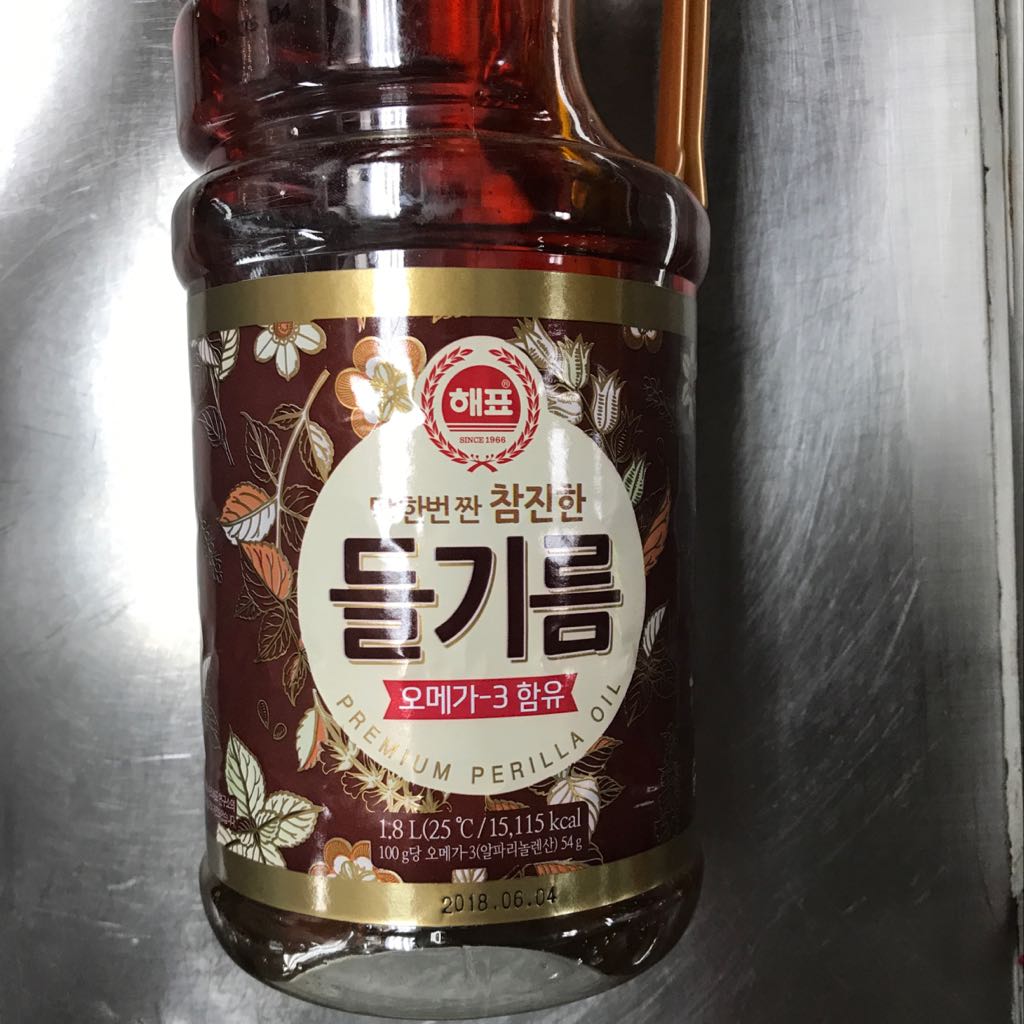 해표®
SINCE 1966
단 한번 짠 참진한
들기름
오메가-3 함유
PREMIUM PERILLA OIL
1.8 L(25 ℃/15,115 kcal
100 g당 오메가-3(알파리놀렌산) 54 g
2018.06.04